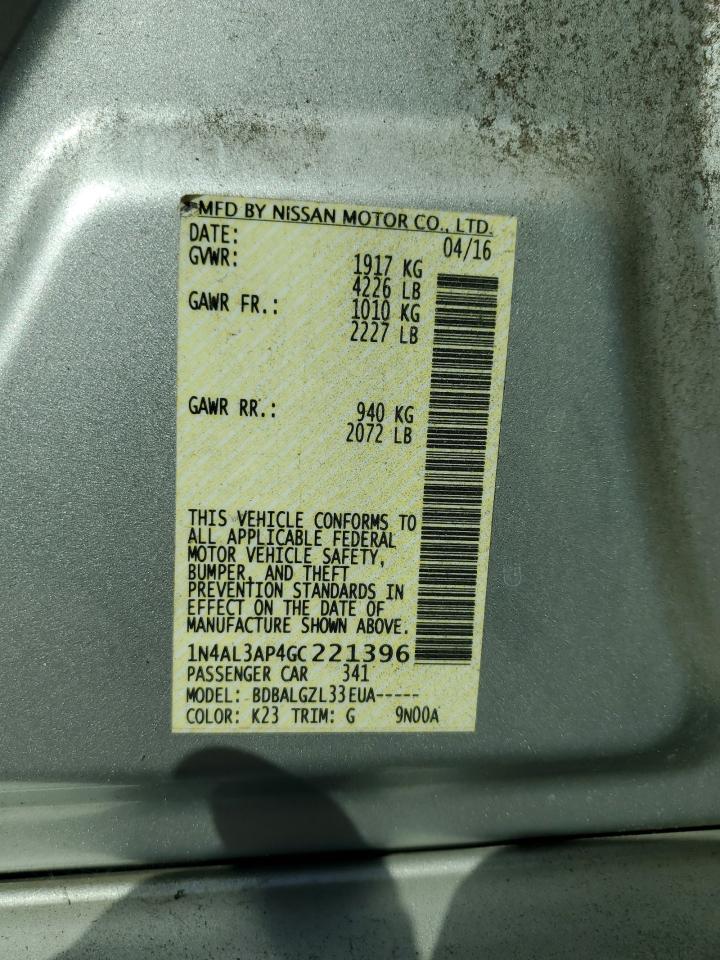 MFD BY NISSAN MOTOR CO., LTD.
DATE: 04/16
GVWR: 1917 KG
4226 LB
GAWR FR.: 1010 KG
2227 LB
GAWR RR.: 940 KG
2072 LB
THIS VEHICLE CONFORMS TO
ALL APPLICABLE FEDERAL
MOTOR VEHICLE SAFETY,
BUMPER, AND THEFT
PREVENTION STANDARDS IN
EFFECT ON THE DATE OF
MANUFACTURE SHOWN ABOVE.
1N4AL3AP4GC221396
PASSENGER CAR 341
MODEL: BDBALGZL33EUA-----
COLOR: K23 TRIM: G 9N00A